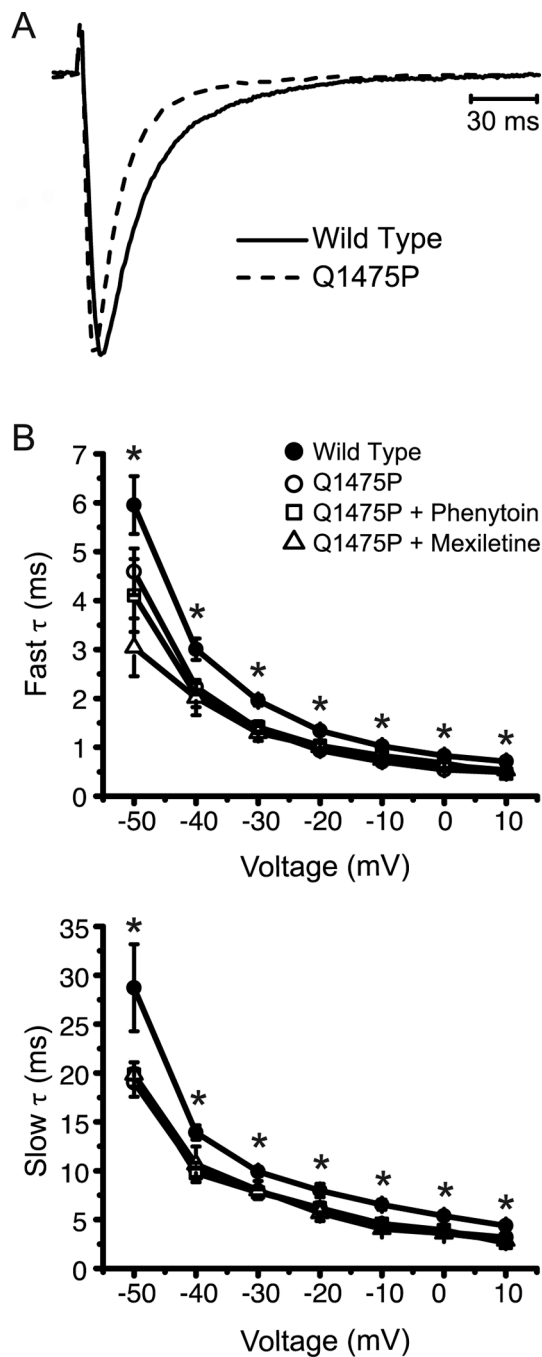 A
30 ms
Wild Type
Q1475P
B
*
*
*
*
*
*
*
Wild Type
Q1475P
Q1475P + Phenytoin
Q1475P + Mexiletine
Fast τ (ms)
7
6
5
4
3
2
1
0
-50 -40 -30 -20 -10 0 10
Voltage (mV)
*
*
*
*
*
*
*
Slow τ (ms)
35
30
25
20
15
10
5
0
-50 -40 -30 -20 -10 0 10
Voltage (mV)